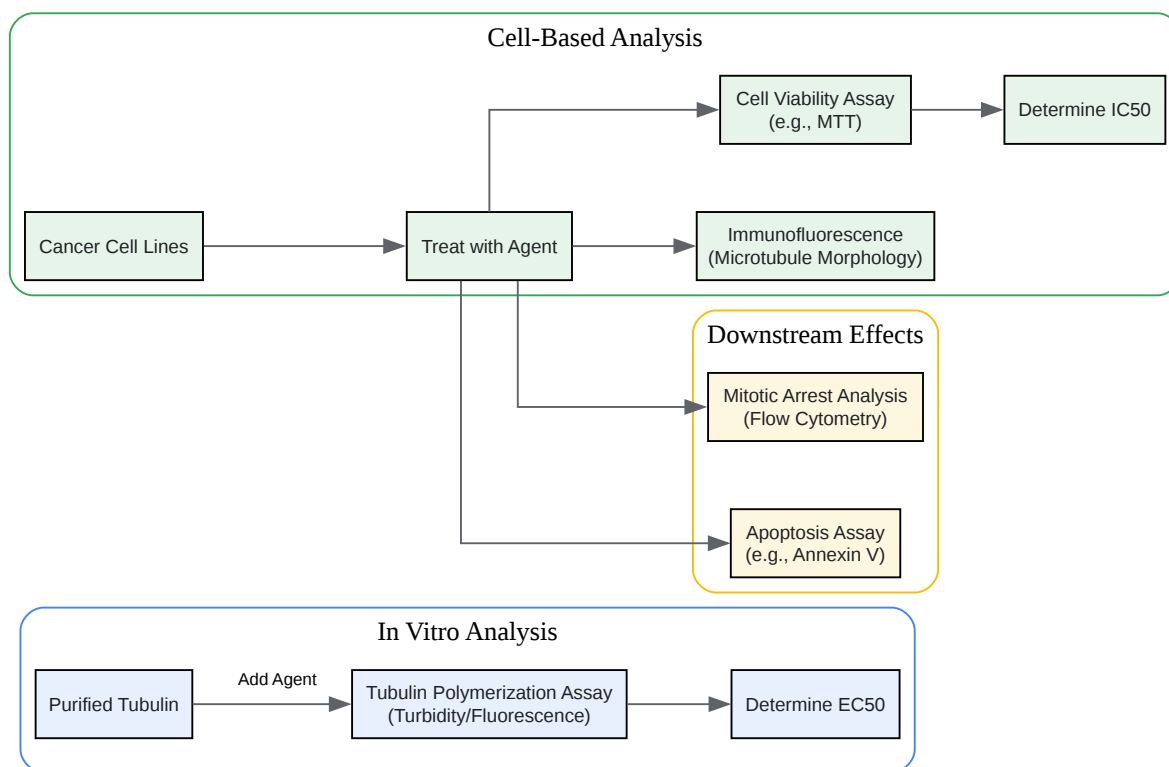 Cell-Based Analysis
Cell Viability Assay
(e.g., MTT)
Determine IC50
Cancer Cell Lines
Treat with Agent
Immunofluorescence
(Microtubule Morphology)
Downstream Effects
Mitotic Arrest Analysis
(Flow Cytometry)
Apoptosis Assay
(e.g., Annexin V)
In Vitro Analysis
Purified Tubulin
Add Agent
Tubulin Polymerization Assay
(Turbidity/Fluorescence)
Determine EC50